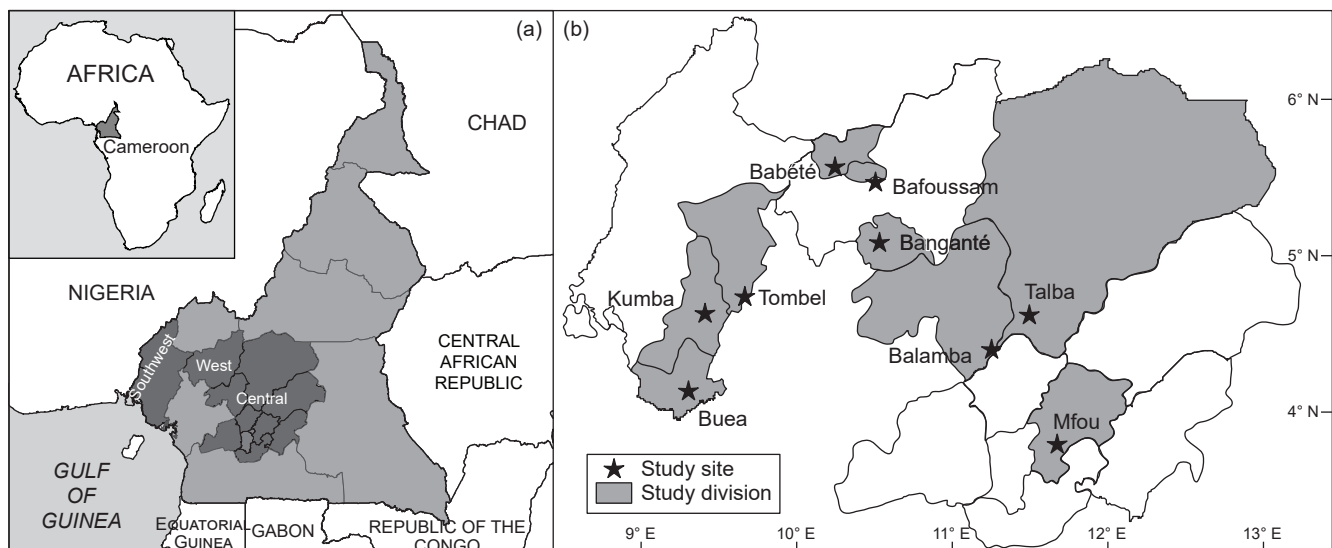 (a)
AFRICA
Cameroon
CHAD
NIGERIA
Southwest
West
Central
CENTRAL
AFRICAN
REPUBLIC
GULF
OF
GUINEA
EQUATORIAL
GUINEA
GABON
REPUBLIC OF THE
CONGO
(b)
6° N
Babété
Bafoussam
Banganté
5° N
Kumba
Tombel
Talba
Balamba
Buea
4° N
Mfou
Study site
Study division
9° E
10° E
11° E
12° E
13° E